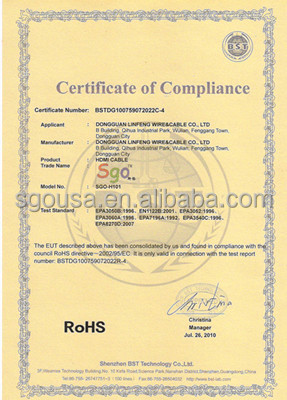 BST
Certificate of Compliance
Certificate Number: BSTDG100759072022C-4
Applicant : DONGGUAN LINFENG WIRE&CABLE CO., LTD
B Building, Qihua Industrial Park, Wulian, Fenggang Town,
Dongguan City
Manufacturer : DONGGUAN LINFENG WIRE&CABLE CO., LTD
B Building, Qihua Industrial Park, Wulian, Fenggang Town,
Dongguan City
Product : HDMI CABLE
Trade Name : Sgo
Model : SGO-H101
sgousa.en.alibaba.com
Test Standard : EPA3050B:1996、EN1122B:2001、EPA3052:1996、
EPA3060A:1996、EPA7196A:1992、EPA3540C:1996、
EPA8270D:2007
The EUT described above has been consolidated by us and found in compliance with the
council RoHS directive—2002/95/EC. It is only valid in connection with the test report
number: BSTDG100759072022R-4.
RoHS
Christina
Manager
Jul. 26, 2010
Shenzhen BST Technology Co.,Ltd.